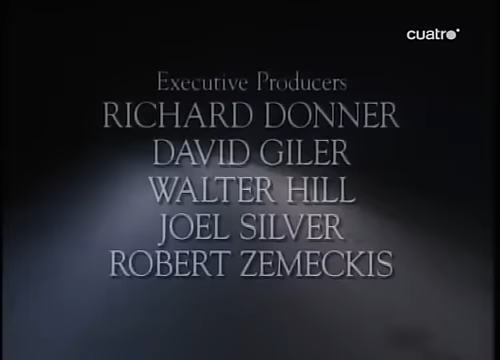 cuatro
Executive Producers
RICHARD DONNER
DAVID GILER
WALTER HILL
JOEL SILVER
ROBERT ZEMECKIS